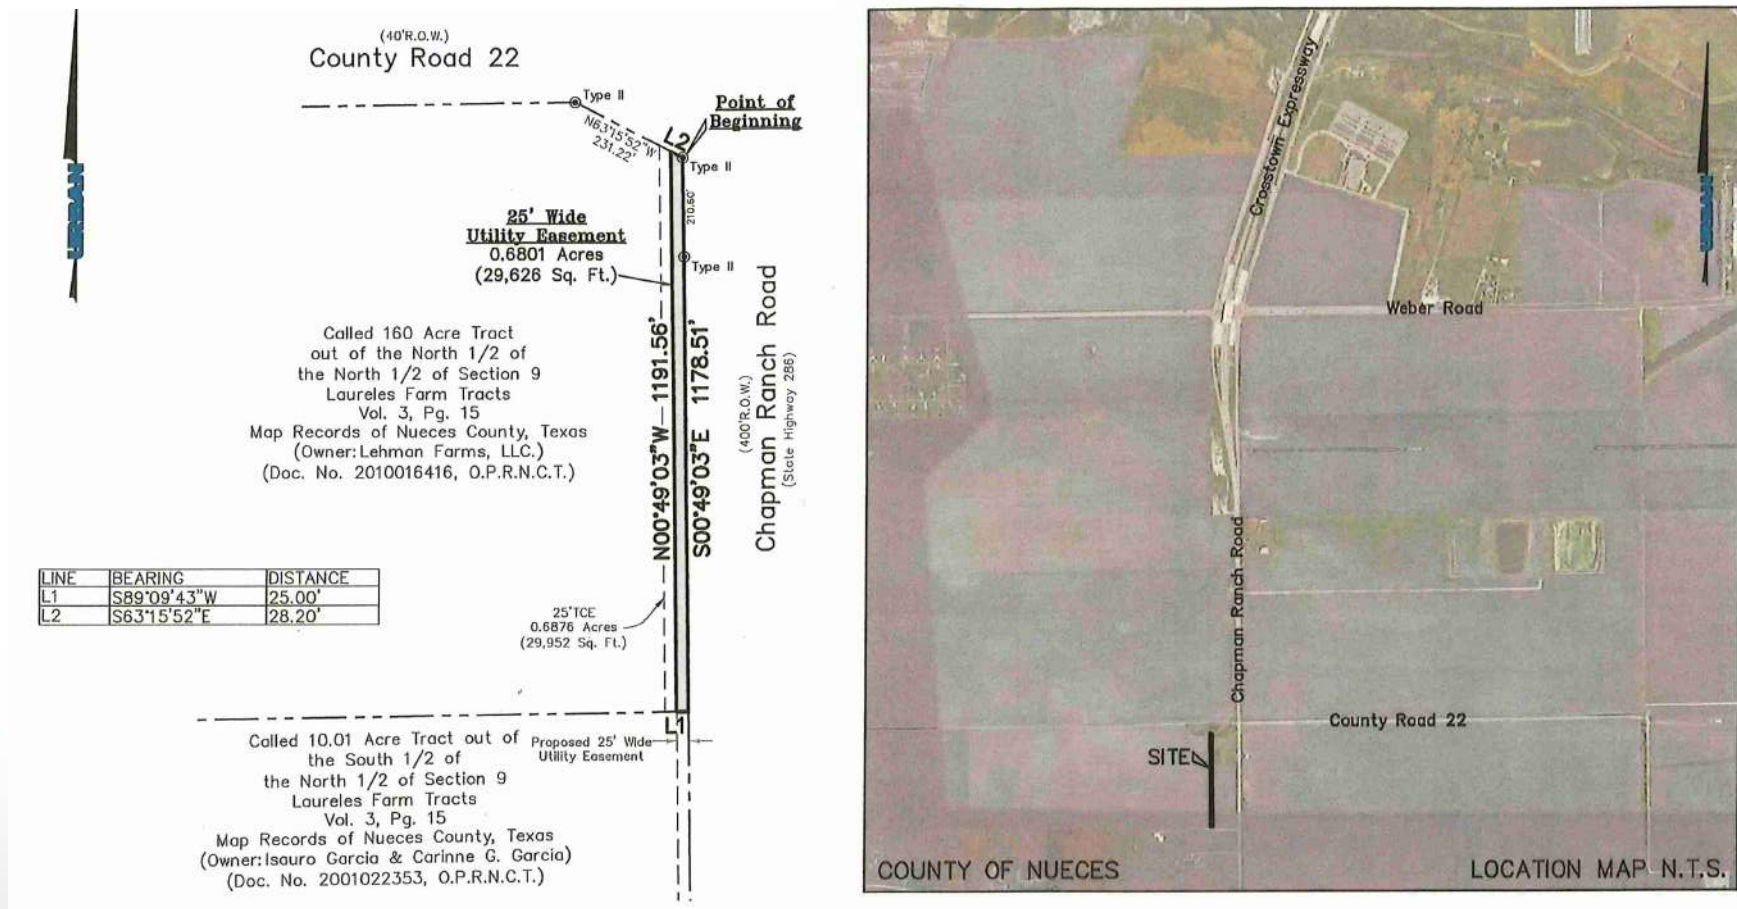 (40'R.O.W.)
County Road 22
Type II
Point of
Beginning
N63°15'52"W
231.22'
L2
Type II
210.60'
25' Wide
Utility Easement
0.6801 Acres
(29,626 Sq. Ft.)
Type II
Called 160 Acre Tract
out of the North 1/2 of
the North 1/2 of Section 9
Laureles Farm Tracts
Vol. 3, Pg. 15
Map Records of Nueces County, Texas
(Owner: Lehman Farms, LLC.)
(Doc. No. 2010016416, O.P.R.N.C.T.)
N00°49'03"W 1191.56'
S00°49'03"E 1178.51'
(400'R.O.W.)
Chapman Ranch Road
(State Highway 286)
LINE BEARING DISTANCE
L1 S89°09'43"W 25.00'
L2 S63°15'52"E 28.20'
25'TCE
0.6876 Acres
(29,952 Sq. Ft.)
L1
Proposed 25' Wide
Utility Easement
Called 10.01 Acre Tract out of
the South 1/2 of
the North 1/2 of Section 9
Laureles Farm Tracts
Vol. 3, Pg. 15
Map Records of Nueces County, Texas
(Owner: Isauro Garcia & Carinne G. Garcia)
(Doc. No. 2001022353, O.P.R.N.C.T.)
Crosstown Expressway
Weber Road
Chapman Ranch Road
County Road 22
SITE
COUNTY OF NUECES
LOCATION MAP N.T.S.